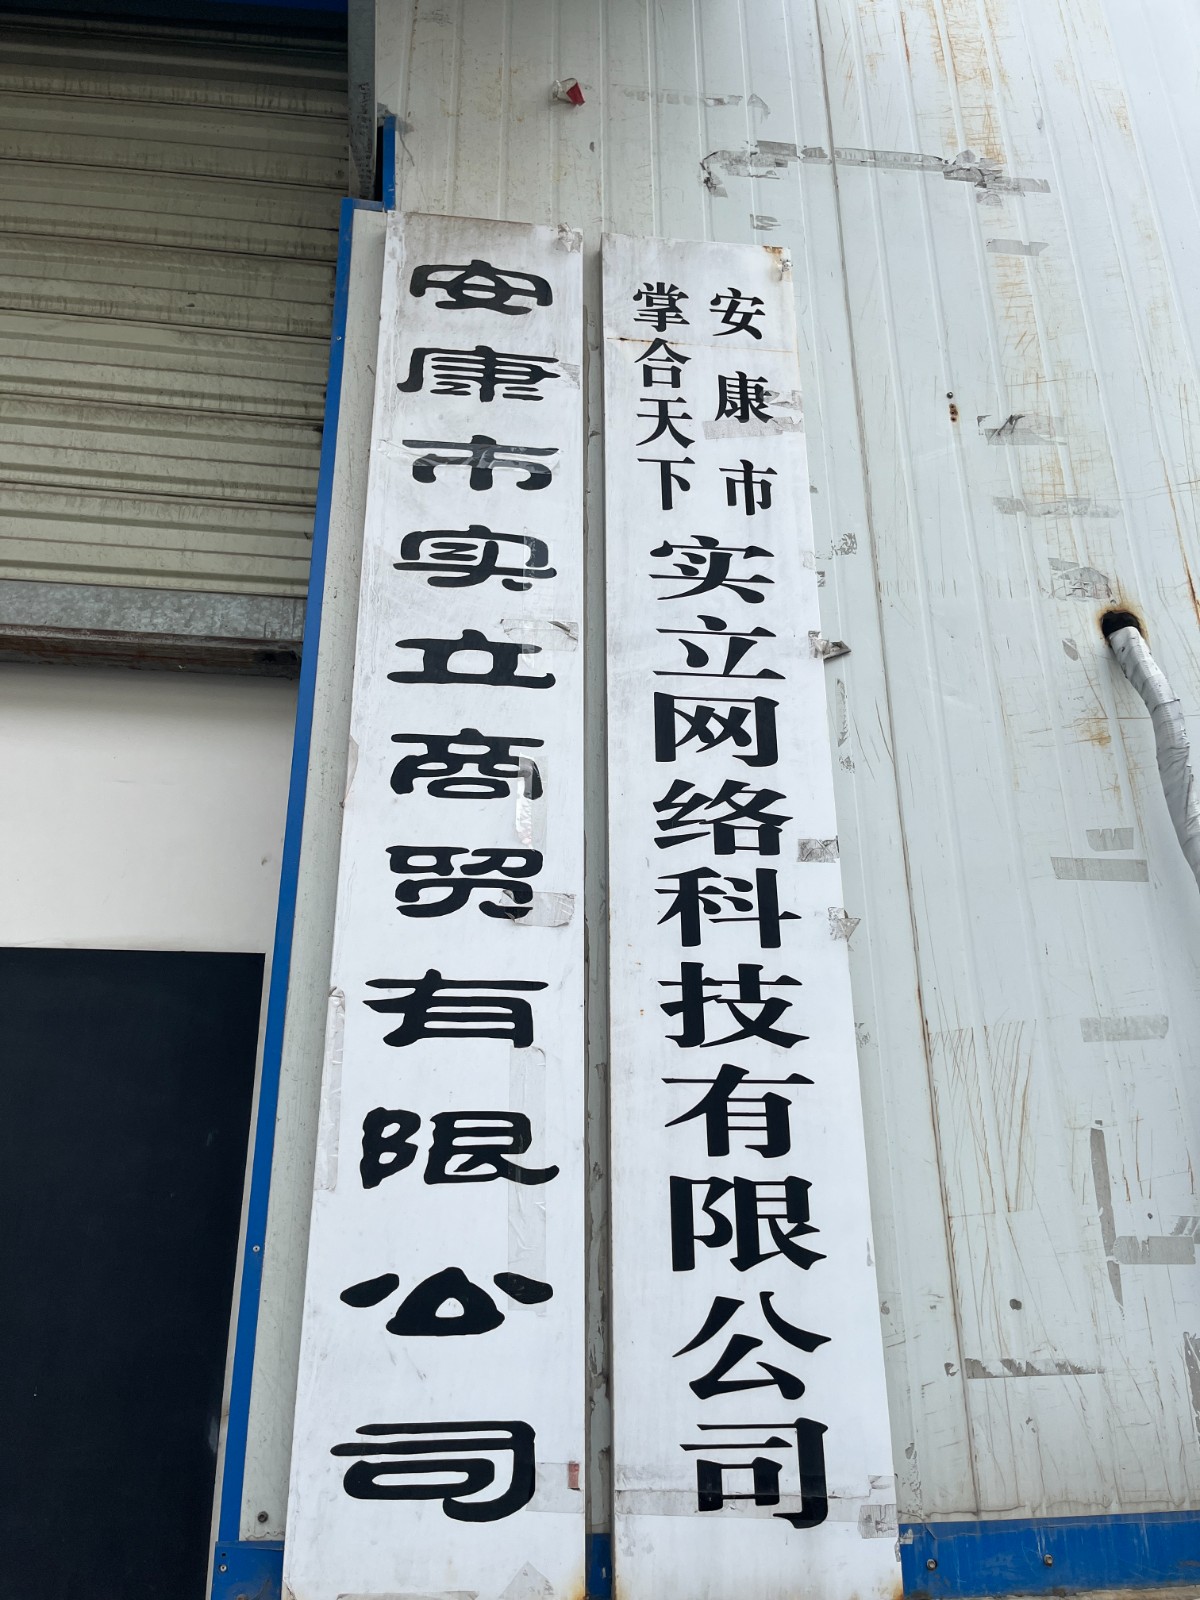 安康市实立商贸有限公司
安康市
掌合天下
实立网络科技有限公司